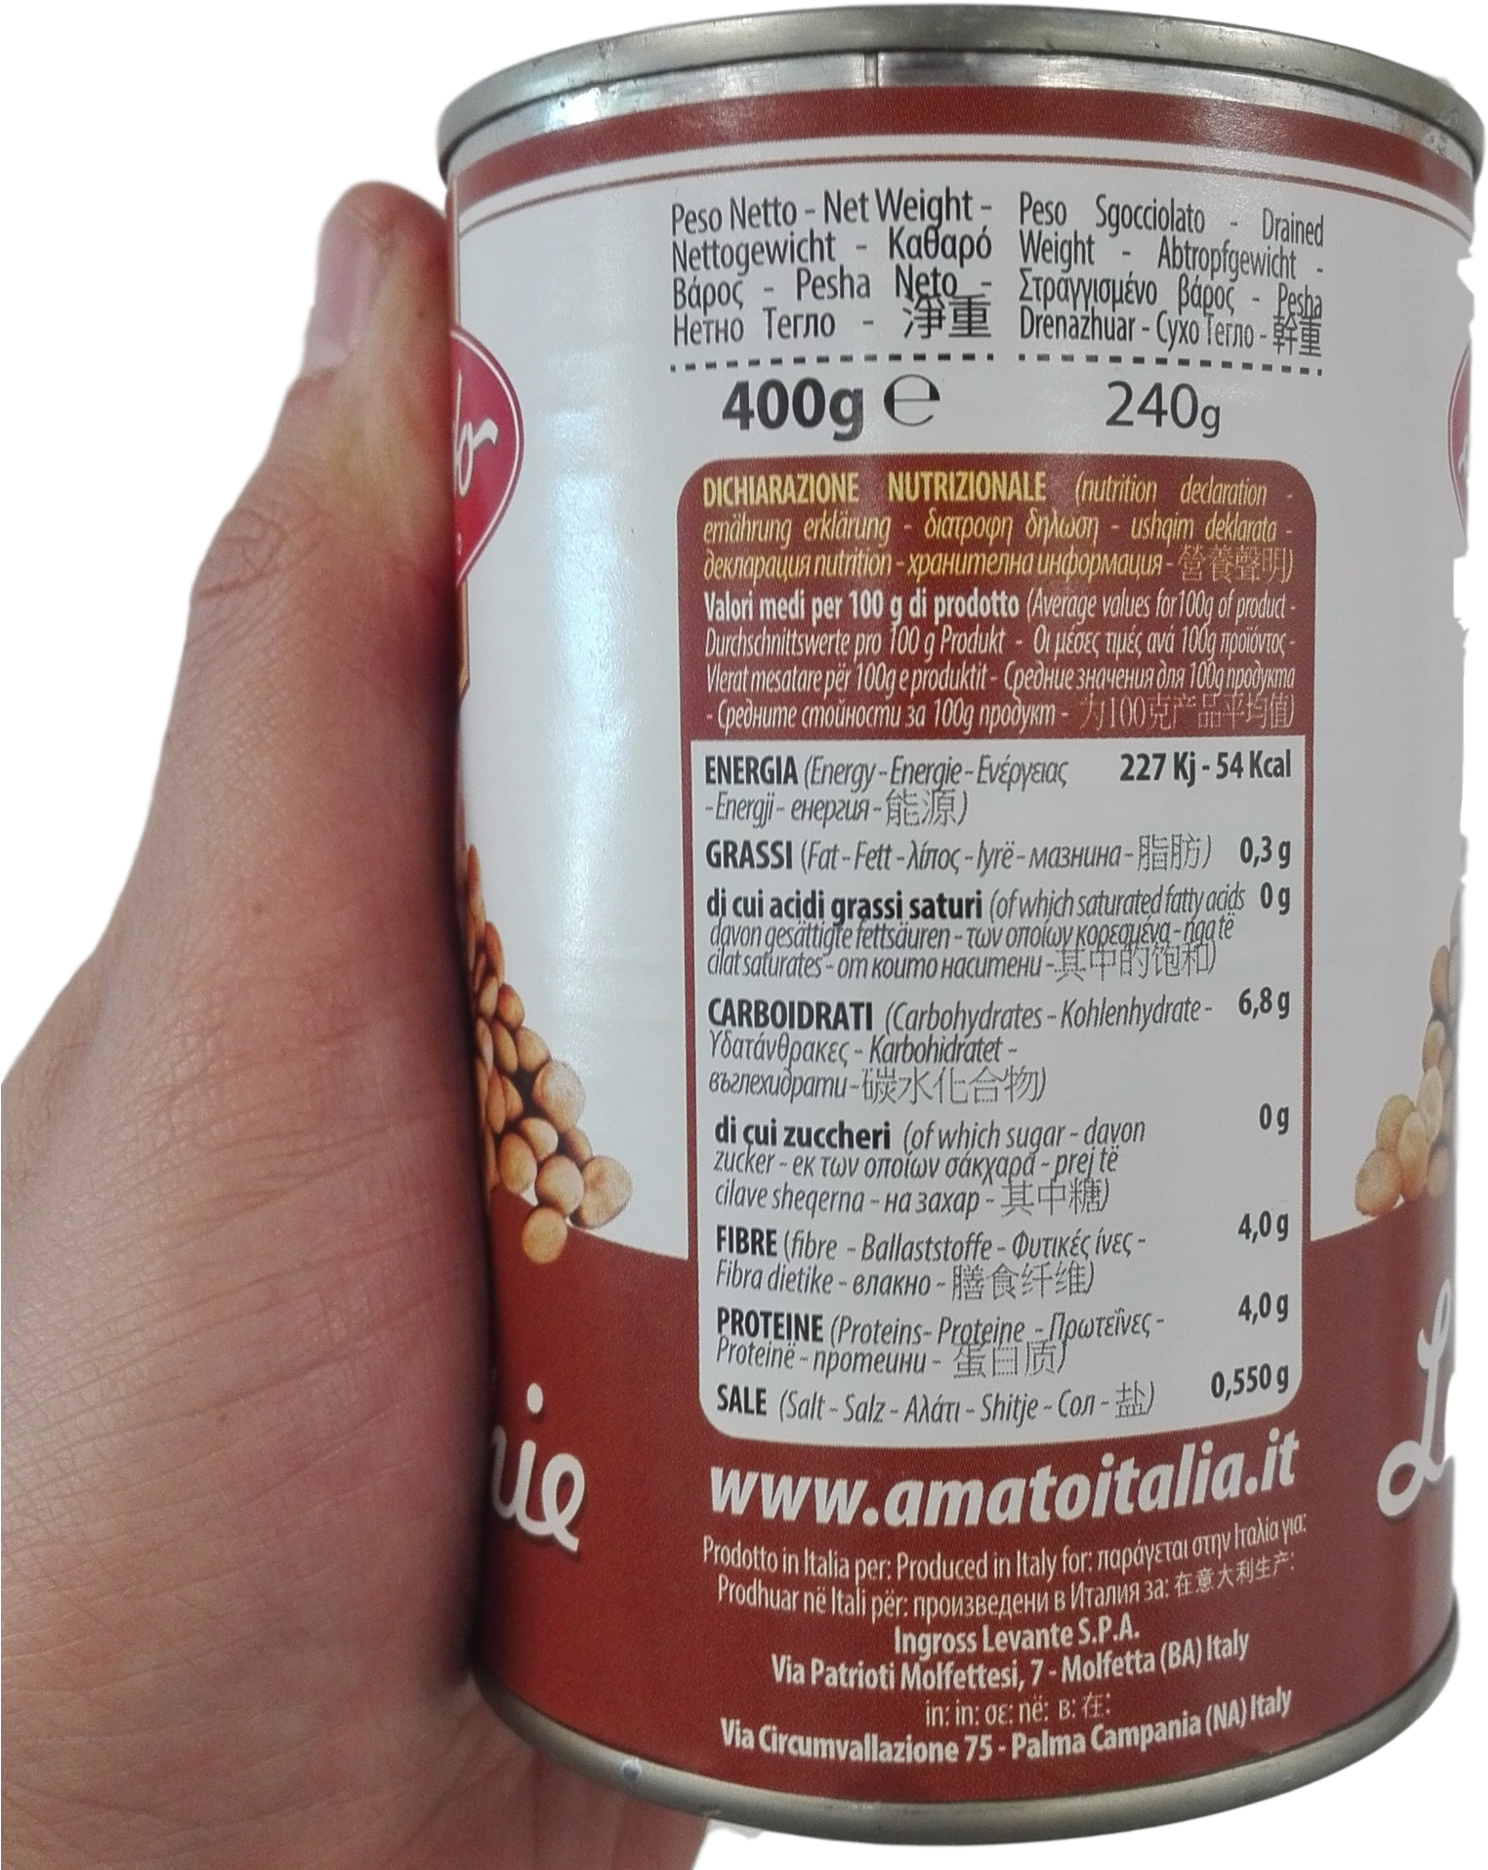 Peso Netto - Net Weight -
Nettogewicht - Καθαρό
Βάρος - Pesha Neto -
Нетно Тегло - 淨重
400g ℮
Peso Sgocciolato - Drained
Weight - Abtropfgewicht -
Στραγγισμένο βάρος - Pesha
Drenazhuar - Сухо Тегло - 幹重
240g
DICHIARAZIONE NUTRIZIONALE (nutrition declaration -
ernährung erklärung - διατροφη δηλωση - ushqim deklarata -
декларация nutrition - хранителна информация - 營養聲明)
Valori medi per 100 g di prodotto (Average values for 100g of product -
Durchschnittswerte pro 100 g Produkt - Οι μέσες τιμές ανά 100g προϊόντος -
Vlerat mesatare për 100g e produktit - Средние значения для 100g продукта
- Средните стойности за 100g продукт - 为100克产品平均值)
ENERGIA (Energy - Energie - Ενέργειας 227 Kj - 54 Kcal
- Energji - енергия - 能源)
GRASSI (Fat - Fett - λίπος - lyrë - мазнина - 脂肪) 0,3 g
di cui acidi grassi saturi (of which saturated fatty acids 0 g
davon gesättigte fettsäuren - των οποίων κορεσμένα - nga të
cilat saturates - от които наситени - 其中的饱和)
CARBOIDRATI (Carbohydrates - Kohlenhydrate - 6,8 g
Υδατάνθρακες - Karbohidratet -
въглехидрати - 碳水化合物)
di cui zuccheri (of which sugar - davon 0 g
zucker - εκ των οποίων σάκχαρα - prej të
cilave sheqerna - на захар - 其中糖)
FIBRE (fibre - Ballaststoffe - Φυτικές ίνες - 4,0 g
Fibra dietike - влакно - 膳食纤维)
PROTEINE (Proteins - Proteine - Πρωτεΐνες - 4,0 g
Proteinë - протеини - 蛋白质)
SALE (Salt - Salz - Αλάτι - Shitje - Сол - 盐) 0,550 g
www.amatoitalia.it
Prodotto in Italia per: Produced in Italy for: παράγεται στην Ιταλία για:
Prodhuar në Itali për: произведени в Италия за: 在意大利生产:
Ingross Levante S.P.A.
Via Patrioti Molfettesi, 7 - Molfetta (BA) Italy
in: in: σε: në: в: 在:
Via Circumvallazione 75 - Palma Campania (NA) Italy